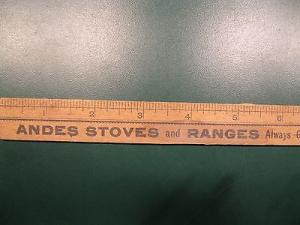 1 2 3 4 5 6
ANDES STOVES and RANGES Always